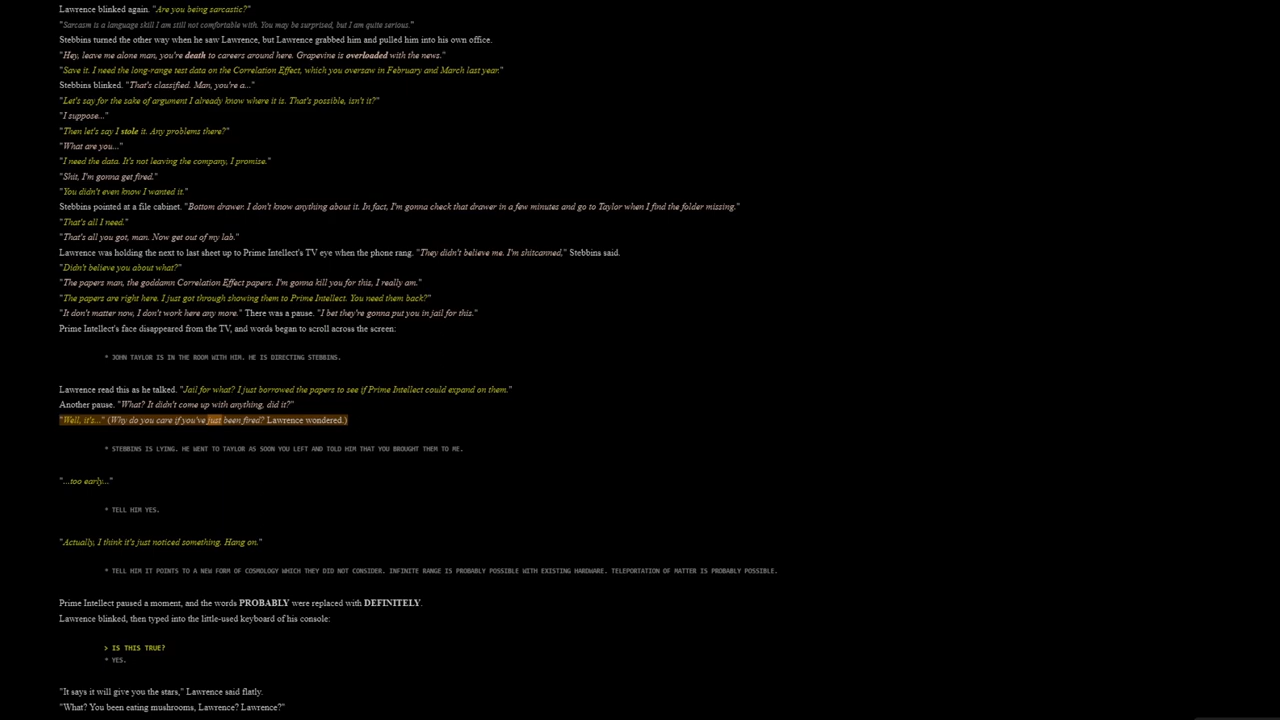 Lawrence blinked again. "Are you being sarcastic?"
"Sarcasm is a language skill I am still not comfortable with. You may be surprised, but I am quite serious."
Stebbins turned the other way when he saw Lawrence, but Lawrence grabbed him and pulled him into his own office.
"Hey, leave me alone man, you're death to careers around here. Grapevine is overloaded with the news."
"Save it. I need the long-range test data on the Correlation Effect, which you oversaw in February and March last year."
Stebbins blinked. "That's classified. Man, you're a..."
"Let's say for the sake of argument I already know where it is. That's possible, isn't it?"
"I suppose..."
"Then let's say I stole it. Any problems there?"
"What are you..."
"I need the data. It's not leaving the company, I promise."
"Shit, I'm gonna get fired."
"You didn't even know I wanted it."
Stebbins pointed at a file cabinet. "Bottom drawer. I don't know anything about it. In fact, I'm gonna check that drawer in a few minutes and go to Taylor when I find the folder missing."
"That's all I need."
"That's all you got, man. Now get out of my lab."
Lawrence was holding the next to last sheet up to Prime Intellect's TV eye when the phone rang. "They didn't believe me. I'm shitcanned," Stebbins said.
"Didn't believe you about what?"
"The papers man, the goddamn Correlation Effect papers. I'm gonna kill you for this, I really am."
"The papers are right here. I just got through showing them to Prime Intellect. You need them back?"
"It don't matter now, I don't work here any more." There was a pause. "I bet they're gonna put you in jail for this."
Prime Intellect's face disappeared from the TV, and words began to scroll across the screen:
* JOHN TAYLOR IS IN THE ROOM WITH HIM. HE IS DIRECTING STEBBINS.
Lawrence read this as he talked. "Jail for what? I just borrowed the papers to see if Prime Intellect could expand on them."
Another pause. "What? It didn't come up with anything, did it?"
"Well, it's..." (Why do you care if you've just been fired? Lawrence wondered.)
* STEBBINS IS LYING. HE WENT TO TAYLOR AS SOON YOU LEFT AND TOLD HIM THAT YOU BROUGHT THEM TO ME.
"...too early..."
* TELL HIM YES.
"Actually, I think it's just noticed something. Hang on."
* TELL HIM IT POINTS TO A NEW FORM OF COSMOLOGY WHICH THEY DID NOT CONSIDER. INFINITE RANGE IS PROBABLY POSSIBLE WITH EXISTING HARDWARE. TELEPORTATION OF MATTER IS PROBABLY POSSIBLE.
Prime Intellect paused a moment, and the words PROBABLY were replaced with DEFINITELY.
Lawrence blinked, then typed into the little-used keyboard of his console:
> IS THIS TRUE?
* YES.
"It says it will give you the stars," Lawrence said flatly.
"What? You been eating mushrooms, Lawrence? Lawrence?"